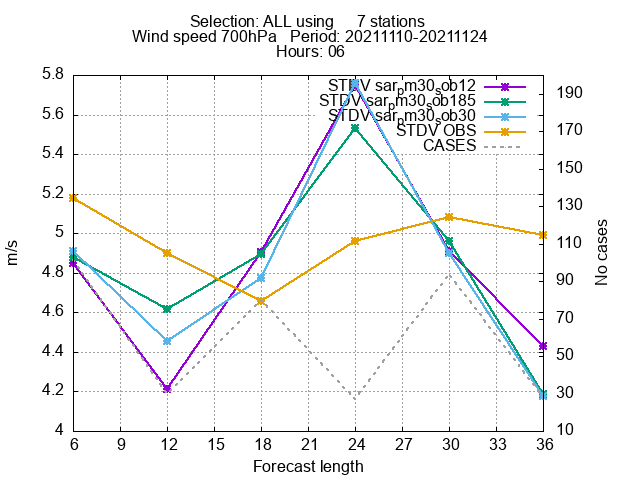 Selection: ALL using 7 stations
Wind speed 700hPa Period: 20211110-20211124
Hours: 06
STDV sar_pm30_sob12
STDV sar_pm30_sob185
STDV sar_pm30_sob30
STDV OBS
CASES
5.8
5.6
5.4
5.2
5
4.8
4.6
4.4
4.2
4
m/s
190
170
150
130
110
90
70
50
30
10
No cases
6 9 12 15 18 21 24 27 30 33 36
Forecast length